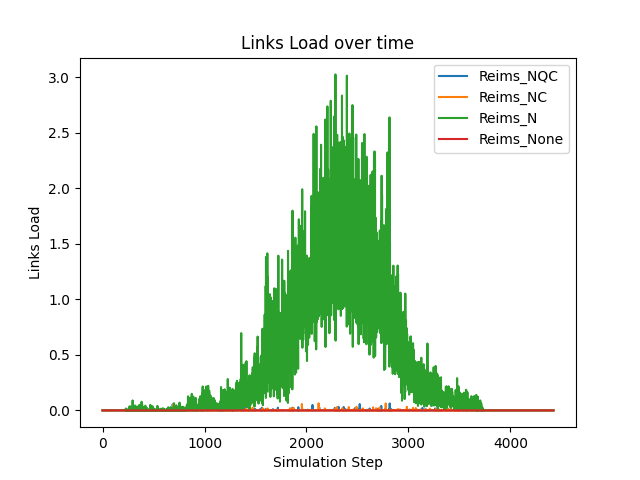 Links Load over time
Links Load
3.0
2.5
2.0
1.5
1.0
0.5
0.0
Reims_NQC
Reims_NC
Reims_N
Reims_None
0 1000 2000 3000 4000
Simulation Step